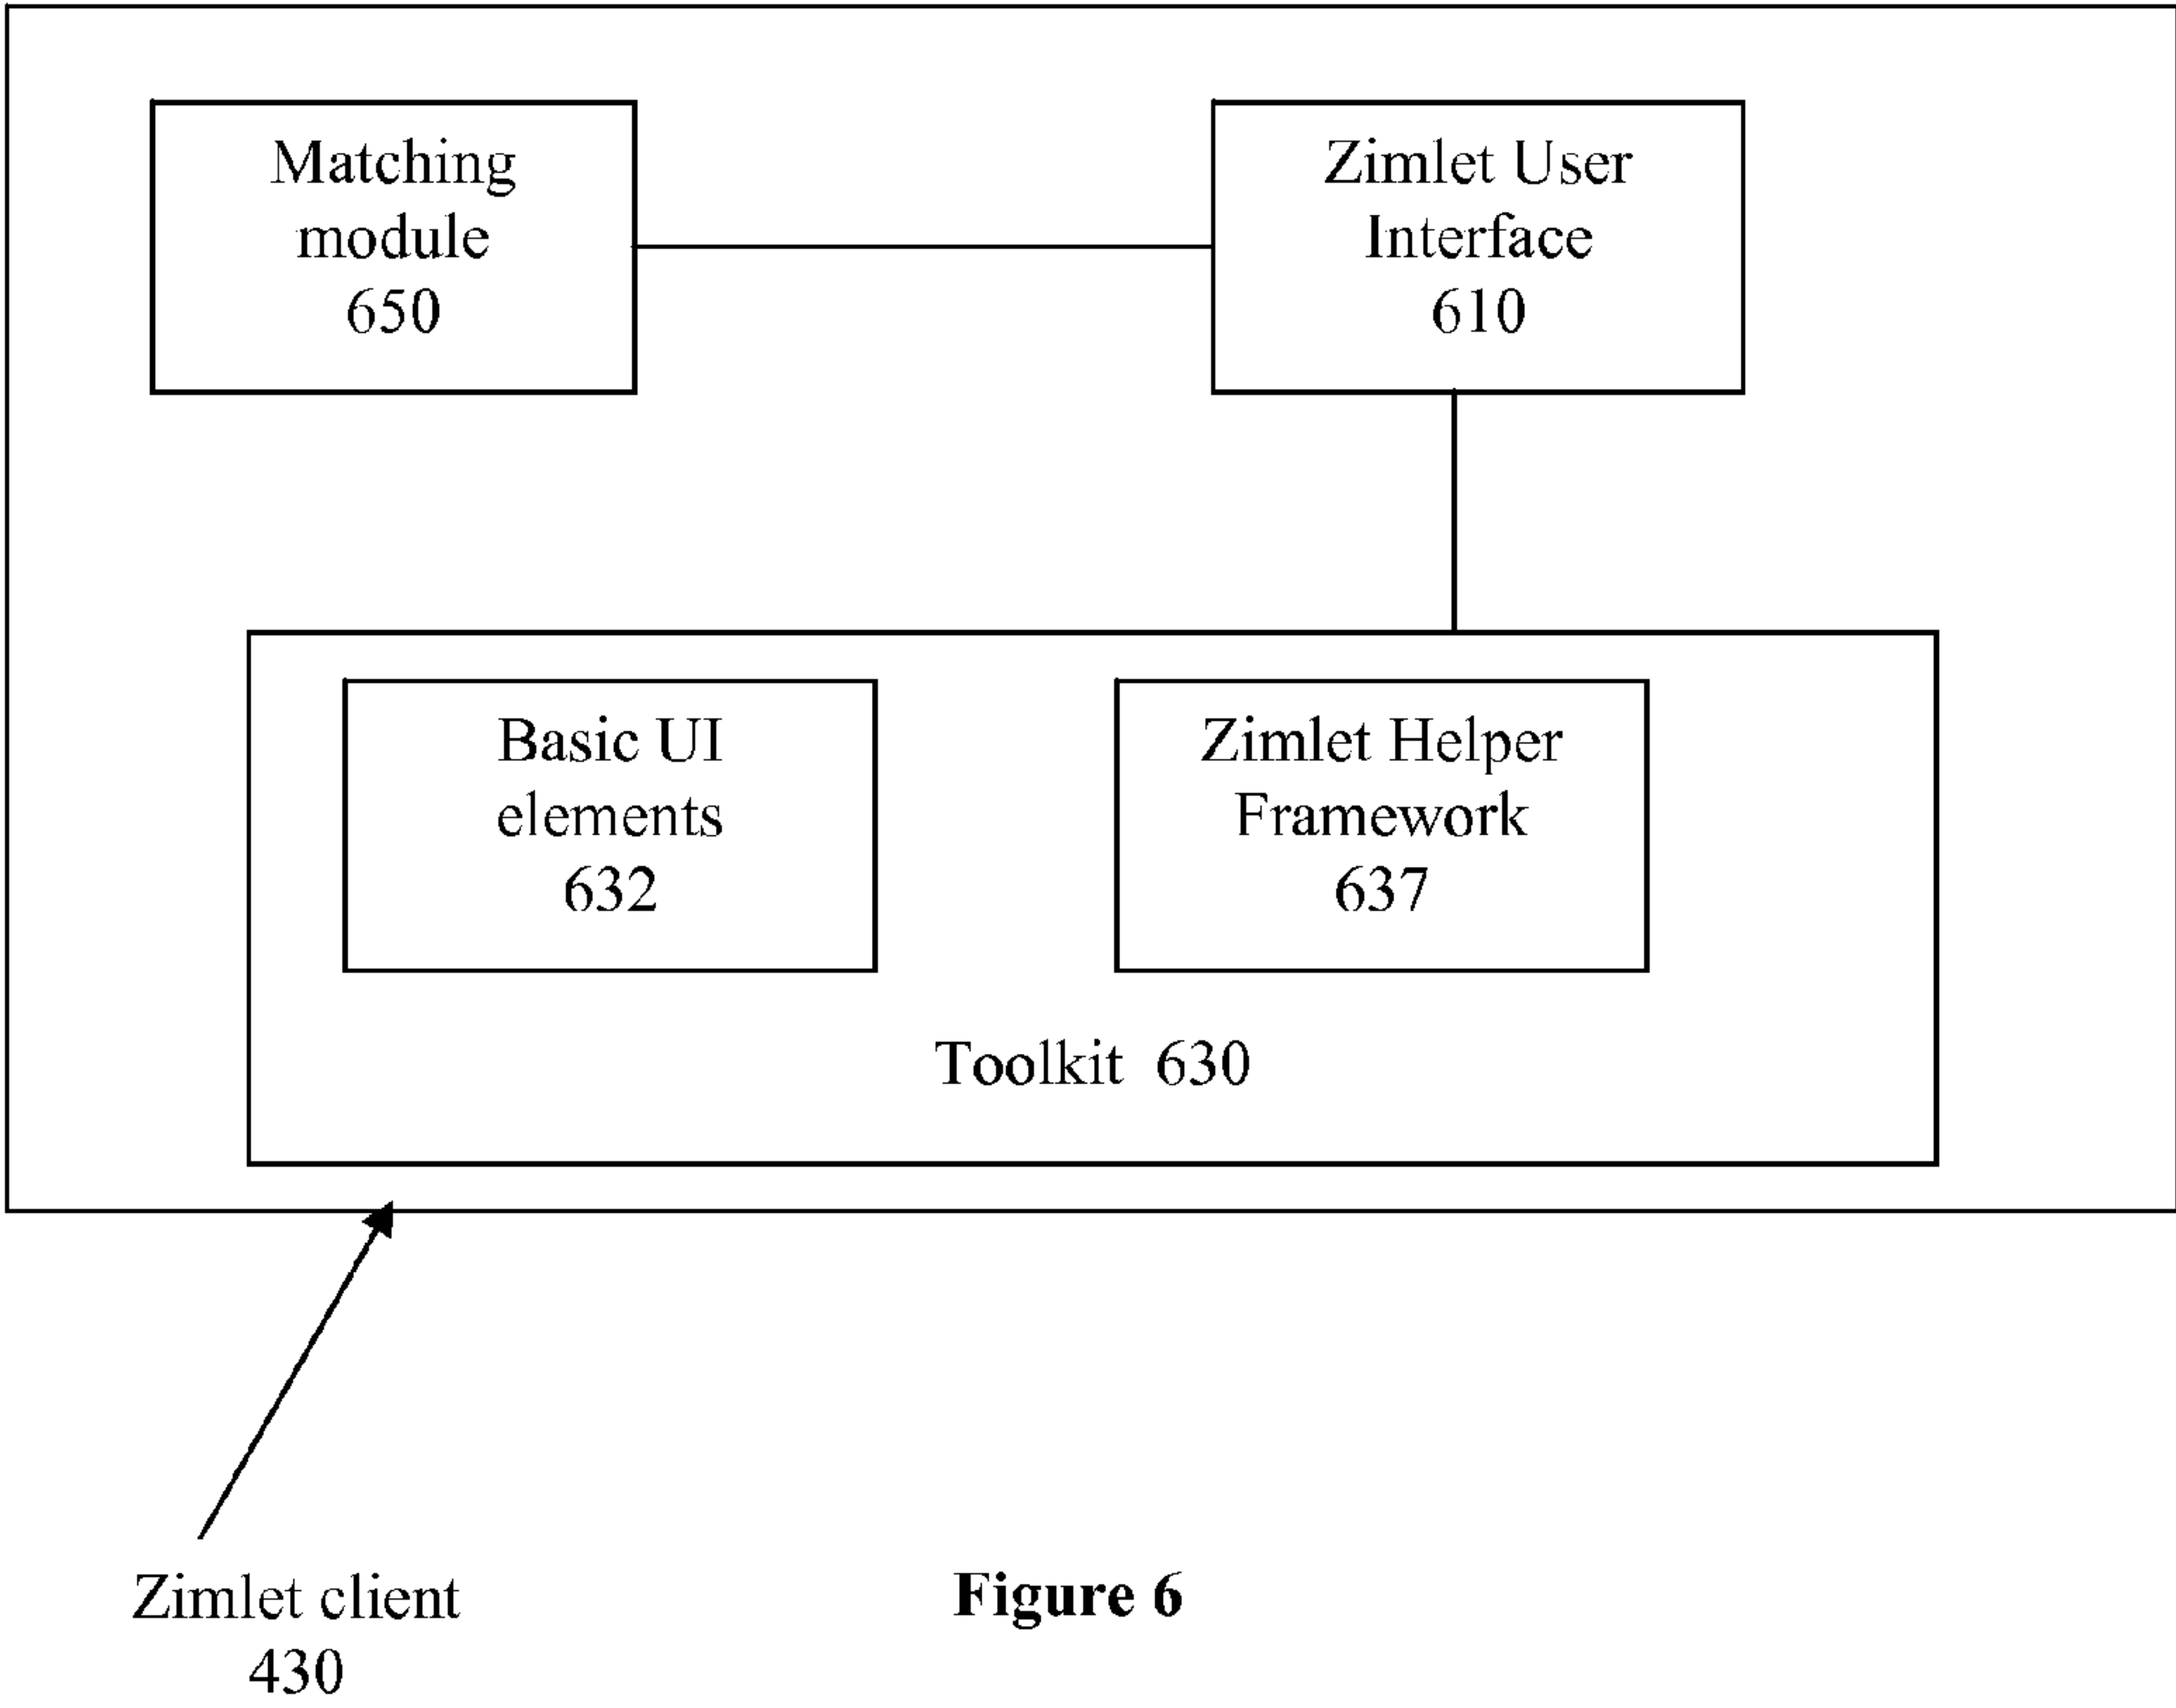 Matching
module
650
Zimlet User
Interface
610
Basic UI
elements
632
Zimlet Helper
Framework
637
Toolkit 630
Zimlet client
430
Figure 6